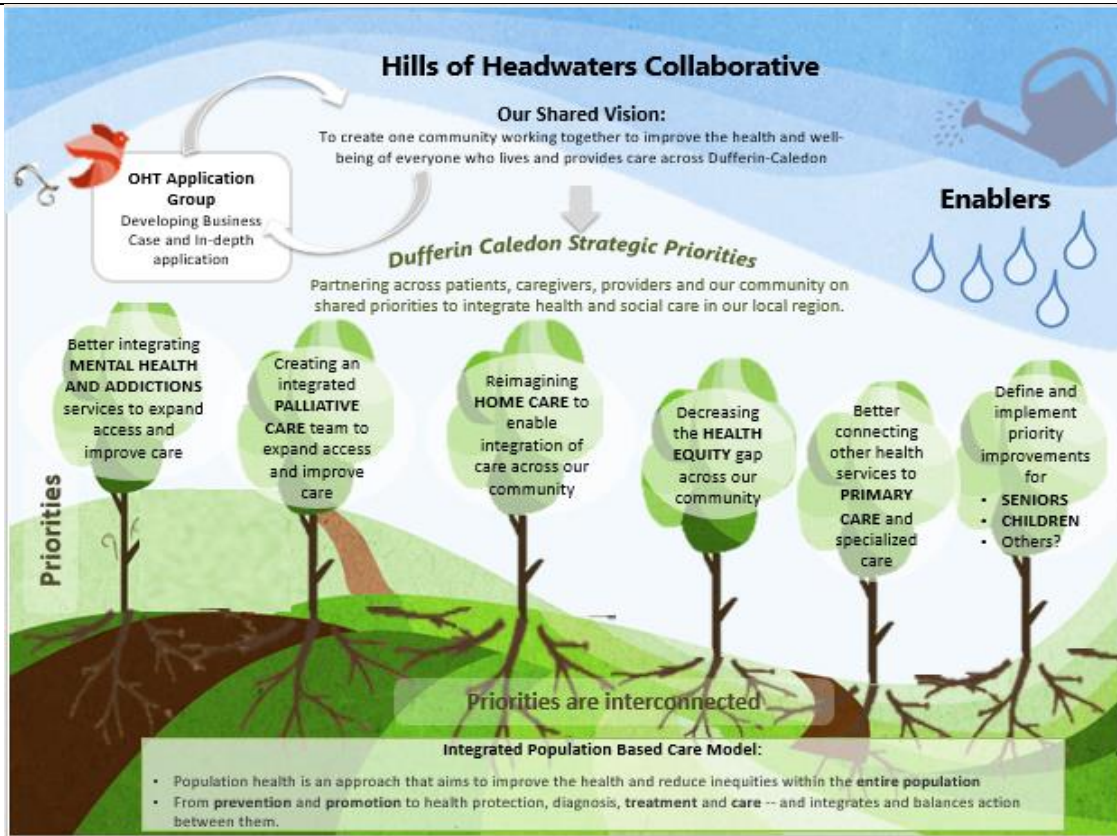 Hills of Headwaters Collaborative
Our Shared Vision:
To create one community working together to improve the health and well-
being of everyone who lives and provides care across Dufferin-Caledon
OHT Application
Group
Developing Business
Case and In-depth
application
Enablers
Dufferin Caledon Strategic Priorities
Partnering across patients, caregivers, providers and our community on
shared priorities to integrate health and social care in our local region.
Priorities
Better integrating
MENTAL HEALTH
AND ADDICTIONS
services to expand
access and
improve care
Creating an
integrated
PALLIATIVE
CARE team to
expand access
and improve
care
Reimagining
HOME CARE to
enable
integration of
care across our
community
Decreasing
the HEALTH
EQUITY gap
across our
community
Better
connecting
other health
services to
PRIMARY
CARE and
specialized
care
Define and
implement
priority
improvements
for
• SENIORS
• CHILDREN
• Others?
Priorities are interconnected
Integrated Population Based Care Model:
• Population health is an approach that aims to improve the health and reduce inequities within the entire population
• From prevention and promotion to health protection, diagnosis, treatment and care -- and integrates and balances action
between them.